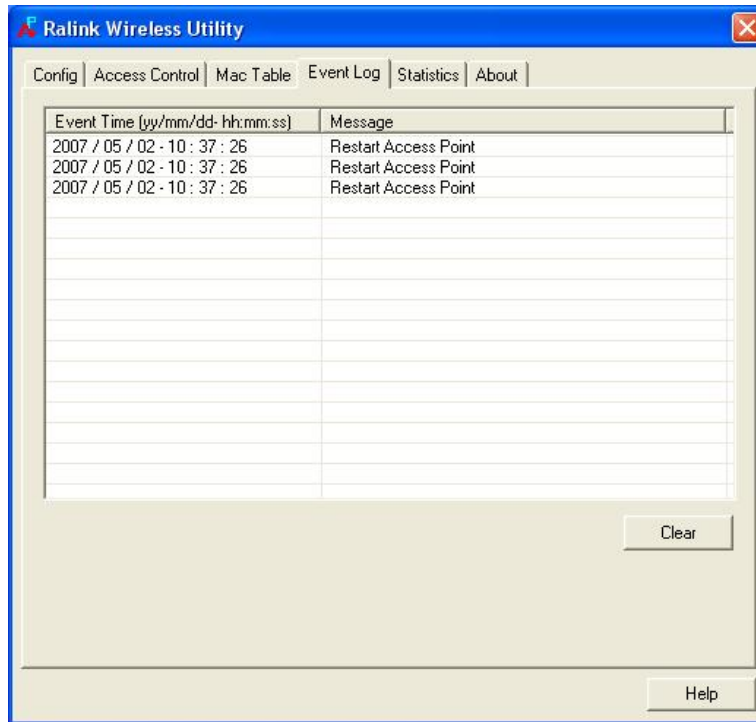 Ralink Wireless Utility
Config Access Control Mac Table Event Log Statistics About
Event Time (yy/mm/dd- hh:mm:ss) Message
2007 / 05 / 02 - 10 : 37 : 26 Restart Access Point
2007 / 05 / 02 - 10 : 37 : 26 Restart Access Point
2007 / 05 / 02 - 10 : 37 : 26 Restart Access Point
Clear
Help